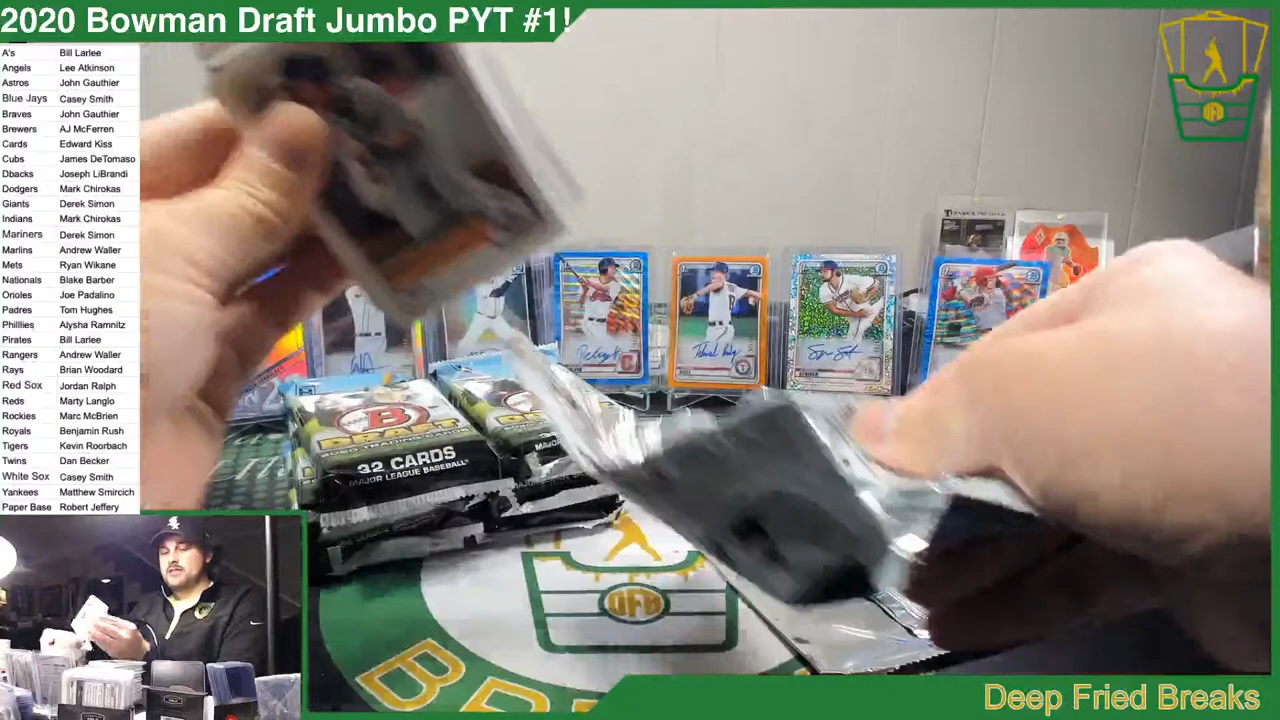 2020 Bowman Draft Jumbo PYT #1!
A's Bill Larlee
Angels Lee Atkinson
Astros John Gauthier
Blue Jays Casey Smith
Braves John Gauthier
Brewers AJ McFerren
Cards Edward Kiss
Cubs James DeTomaso
Dbacks Joseph LiBrandi
Dodgers Mark Chirokas
Giants Derek Simon
Indians Mark Chirokas
Mariners Derek Simon
Marlins Andrew Waller
Mets Ryan Wikane
Nationals Blake Barber
Orioles Joe Padalino
Padres Tom Hughes
Phillies Alysha Ramnitz
Pirates Bill Larlee
Rangers Andrew Waller
Rays Brian Woodard
Red Sox Jordan Ralph
Reds Marty Langlo
Rockies Marc McBrien
Royals Benjamin Rush
Tigers Kevin Roorbach
Twins Dan Becker
White Sox Casey Smith
Yankees Matthew Smircich
Paper Base Robert Jeffery
DFB
B
DRAFT
2020 TRADING CARDS
32 CARDS
MAJOR LEAGUE BASEBALL
DFB
Deep Fried Breaks